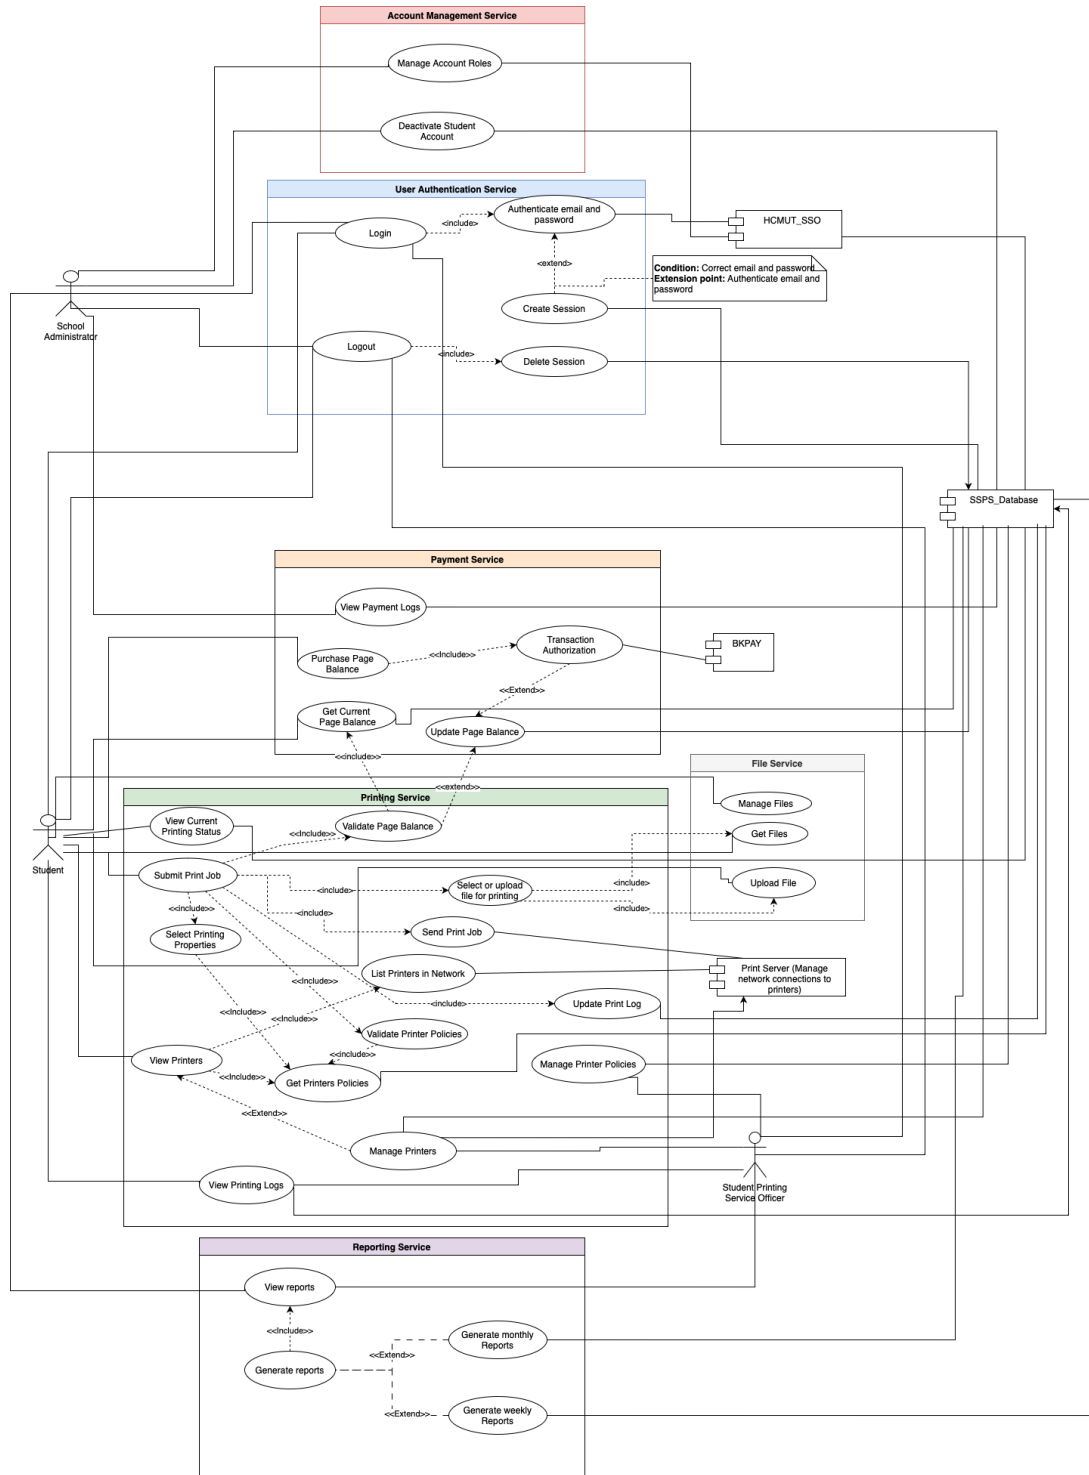 Account Management Service
Manage Account Roles
Deactivate Student
Account
User Authentication Service
Authenticate email and
password
<include>
Login
HCMUT_SSO
<extend>
Condition: Correct email and password
Extension point: Authenticate email and
password
Create Session
School
Administrator
Logout
<include>
Delete Session
SSPS_Database
Payment Service
View Payment Logs
Transaction
Authorization
BKPAY
Purchase Page
Balance
<<Include>>
<<Extend>>
Get Current
Page Balance
Update Page Balance
<<include>>
File Service
<<extend>>
Printing Service
Manage Files
View Current
Printing Status
Validate Page Balance
<<Include>>
Get Files
Student
Submit Print Job
<include>
Select or upload
file for printing
<include>
Upload File
<<include>>
<include>
<include>
Select Printing
Properties
Send Print Job
List Printers in Network
Print Server (Manage
network connections to
printers)
<<Include>>
<include>
Update Print Log
<<Include>>
<<Include>>
Validate Printer Policies
<<include>>
View Printers
Manage Printer Policies
<<Include>>
Get Printers Policies
<<Extend>>
Manage Printers
View Printing Logs
Student Printing
Service Officer
Reporting Service
View reports
<<Include>>
Generate monthly
Reports
<<Extend>>
Generate reports
<<Extend>>
Generate weekly
Reports